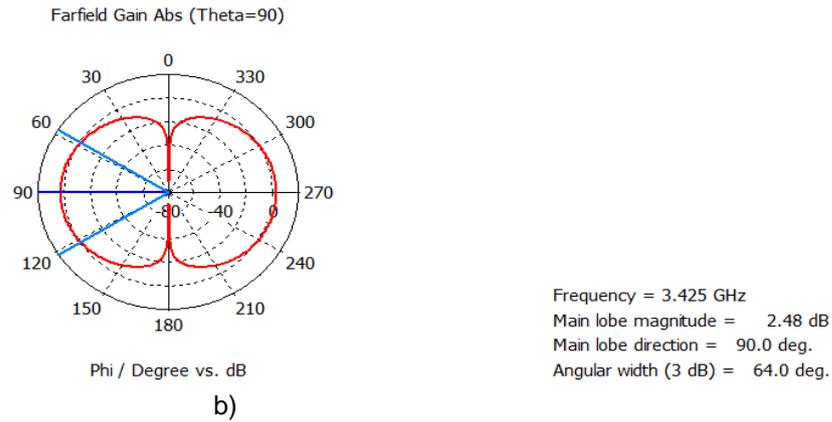 Farfield Gain Abs (Theta=90)
0
30 330
60 300
90 270
-80 -40 0
120 240
150 210
180
Phi / Degree vs. dB
b)
Frequency = 3.425 GHz
Main lobe magnitude = 2.48 dB
Main lobe direction = 90.0 deg.
Angular width (3 dB) = 64.0 deg.